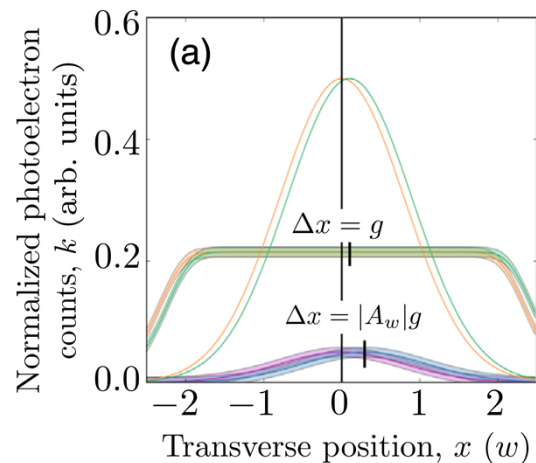 (a)
Normalized photoelectron
counts, k (arb. units)
0.6
0.4
0.2
0.0
Δx = g
Δx = |A_w|g
−2 −1 0 1 2
Transverse position, x (w)